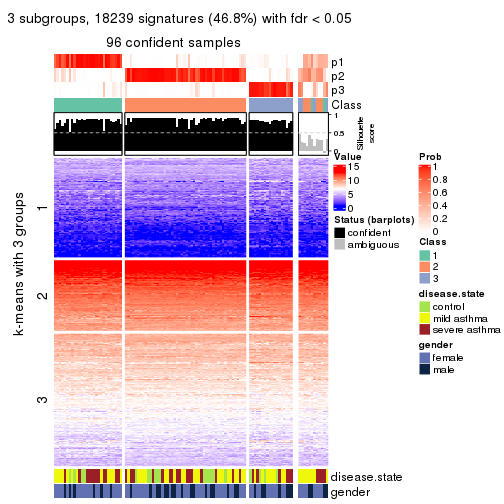 3 subgroups, 18239 signatures (46.8%) with fdr < 0.05
96 confident samples
p1
p2
p3
Class
1
0.5
0
Silhouette
score
k-means with 3 groups
1
2
3
disease.state
gender
Value
15
10
5
0
Status (barplots)
confident
ambiguous
Prob
1
0.8
0.6
0.4
0.2
0
Class
1
2
3
disease.state
control
mild asthma
severe asthma
gender
female
male